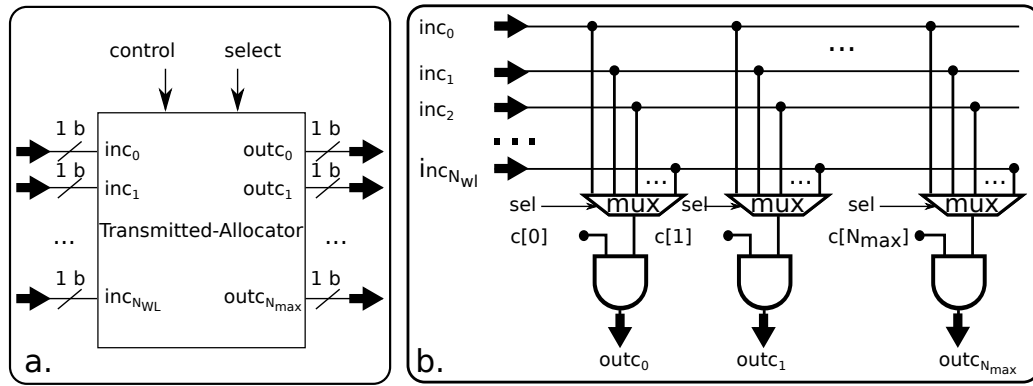 control select
1 b 1 b
inc0 outc0
1 b 1 b
inc1 outc1
... Transmitted-Allocator ...
1 b 1 b
incNWL outcNmax
a.
inc0
...
inc1
inc2
...
incNwl
... ... ...
sel mux sel mux sel mux
c[0] c[1] c[Nmax]
outc0 outc1 outcNmax
b.